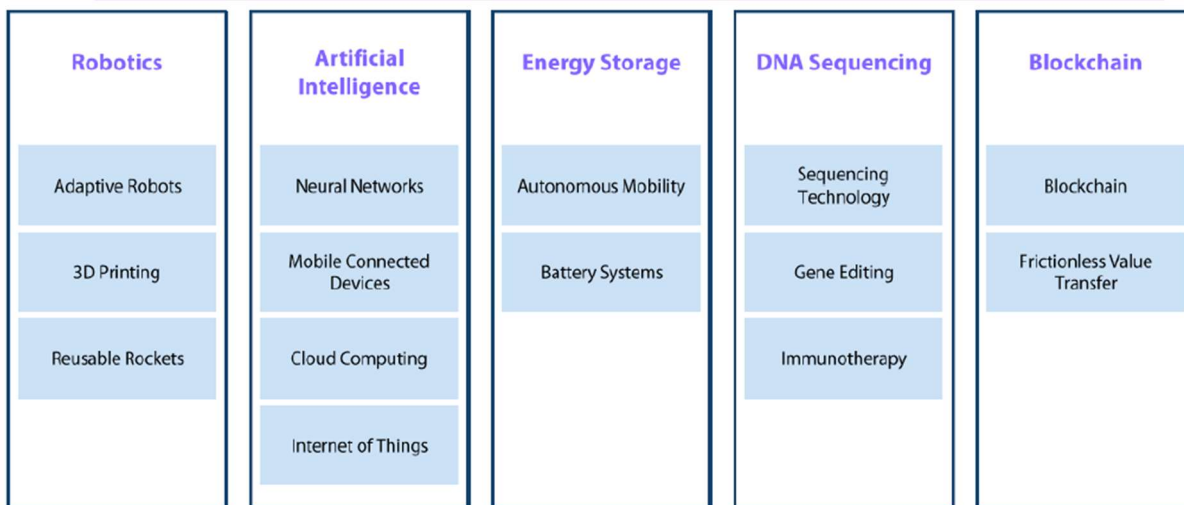 Robotics
Adaptive Robots
3D Printing
Reusable Rockets
Artificial
Intelligence
Neural Networks
Mobile Connected
Devices
Cloud Computing
Internet of Things
Energy Storage
Autonomous Mobility
Battery Systems
DNA Sequencing
Sequencing
Technology
Gene Editing
Immunotherapy
Blockchain
Blockchain
Frictionless Value
Transfer